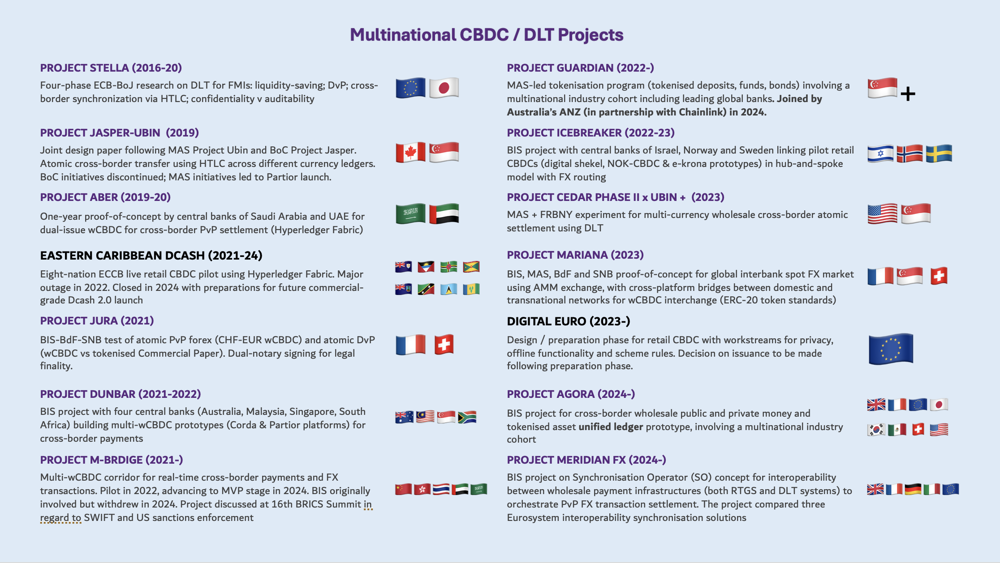 Multinational CBDC / DLT Projects
PROJECT STELLA (2016-20)
Four-phase ECB-BoJ research on DLT for FMIs: liquidity-saving; DvP; cross-
border synchronization via HTLC; confidentiality v auditability
PROJECT JASPER-UBIN (2019)
Joint design paper following MAS Project Ubin and BoC Project Jasper.
Atomic cross-border transfer using HTLC across different currency ledgers.
BoC initiatives discontinued; MAS initiatives led to Partior launch.
PROJECT ABER (2019-20)
One-year proof-of-concept by central banks of Saudi Arabia and UAE for
dual-issue wCBDC for cross-border PvP settlement (Hyperledger Fabric)
EASTERN CARIBBEAN DCASH (2021-24)
Eight-nation ECCB live retail CBDC pilot using Hyperledger Fabric. Major
outage in 2022. Closed in 2024 with preparations for future commercial-
grade Dcash 2.0 launch
PROJECT JURA (2021)
BIS-BdF-SNB test of atomic PvP forex (CHF-EUR wCBDC) and atomic DvP
(wCBDC vs tokenised Commercial Paper). Dual-notary signing for legal
finality.
PROJECT DUNBAR (2021-2022)
BIS project with four central banks (Australia, Malaysia, Singapore, South
Africa) building multi-wCBDC prototypes (Corda & Partior platforms) for
cross-border payments
PROJECT M-BRDIGE (2021-)
Multi-wCBDC corridor for real-time cross-border payments and FX
transactions. Pilot in 2022, advancing to MVP stage in 2024. BIS originally
involved but withdrew in 2024. Project discussed at 16th BRICS Summit in
regard to SWIFT and US sanctions enforcement
PROJECT GUARDIAN (2022-)
MAS-led tokenisation program (tokenised deposits, funds, bonds) involving a
multinational industry cohort including leading global banks. Joined by
Australia’s ANZ (in partnership with Chainlink) in 2024.
+
PROJECT ICEBREAKER (2022-23)
BIS project with central banks of Israel, Norway and Sweden linking pilot retail
CBDCs (digital shekel, NOK-CBDC & e-krona prototypes) in hub-and-spoke
model with FX routing
PROJECT CEDAR PHASE II x UBIN + (2023)
MAS + FRBNY experiment for multi-currency wholesale cross-border atomic
settlement using DLT
PROJECT MARIANA (2023)
BIS, MAS, BdF and SNB proof-of-concept for global interbank spot FX market
using AMM exchange, with cross-platform bridges between domestic and
transnational networks for wCBDC interchange (ERC-20 token standards)
DIGITAL EURO (2023-)
Design / preparation phase for retail CBDC with workstreams for privacy,
offline functionality and scheme rules. Decision on issuance to be made
following preparation phase.
PROJECT AGORA (2024-)
BIS project for cross-border wholesale public and private money and
tokenised asset unified ledger prototype, involving a multinational industry
cohort
PROJECT MERIDIAN FX (2024-)
BIS project on Synchronisation Operator (SO) concept for interoperability
between wholesale payment infrastructures (both RTGS and DLT systems) to
orchestrate PvP FX transaction settlement. The project compared three
Eurosystem interoperability synchronisation solutions